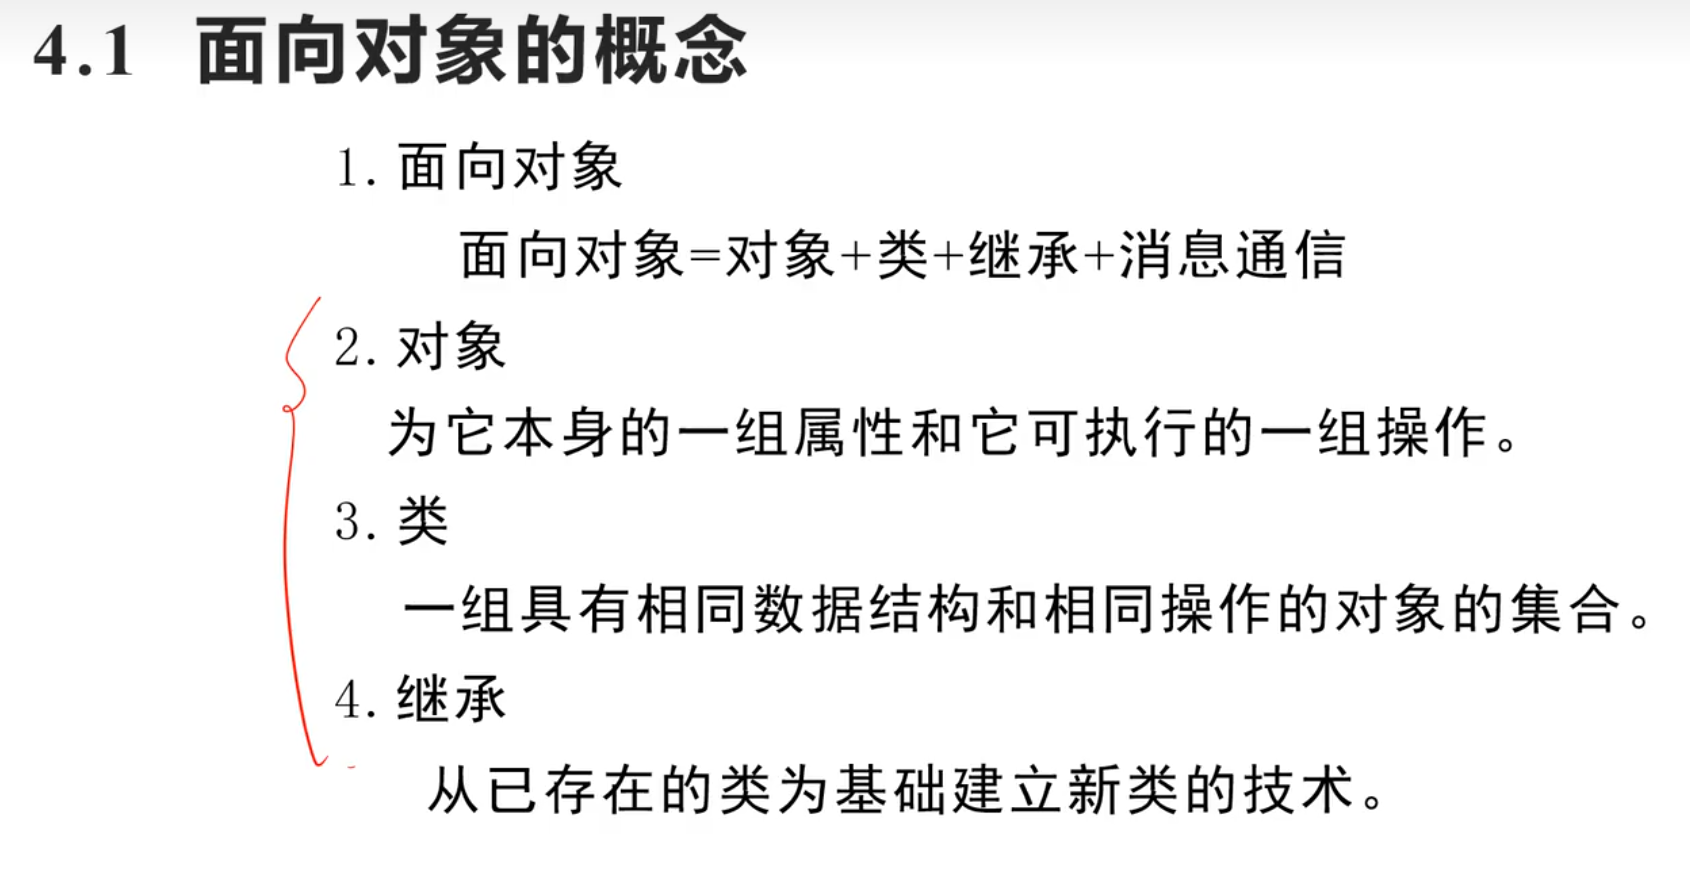 4.1 面向对象的概念
1. 面向对象
面向对象=对象+类+继承+消息通信
2. 对象
为它本身的一组属性和它可执行的一组操作。
3. 类
一组具有相同数据结构和相同操作的对象的集合。
4. 继承
从已存在的类为基础建立新类的技术。